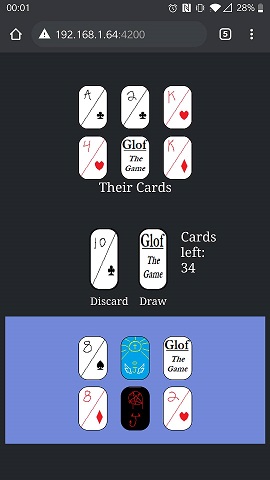 00:01
28%
192.168.1.64:4200
5
A
2
K
4
Glof
The
Game
K
Their Cards
10
Glof
The
Game
Cards
left:
34
Discard
Draw
8
Glof
The
Game
8
J
2